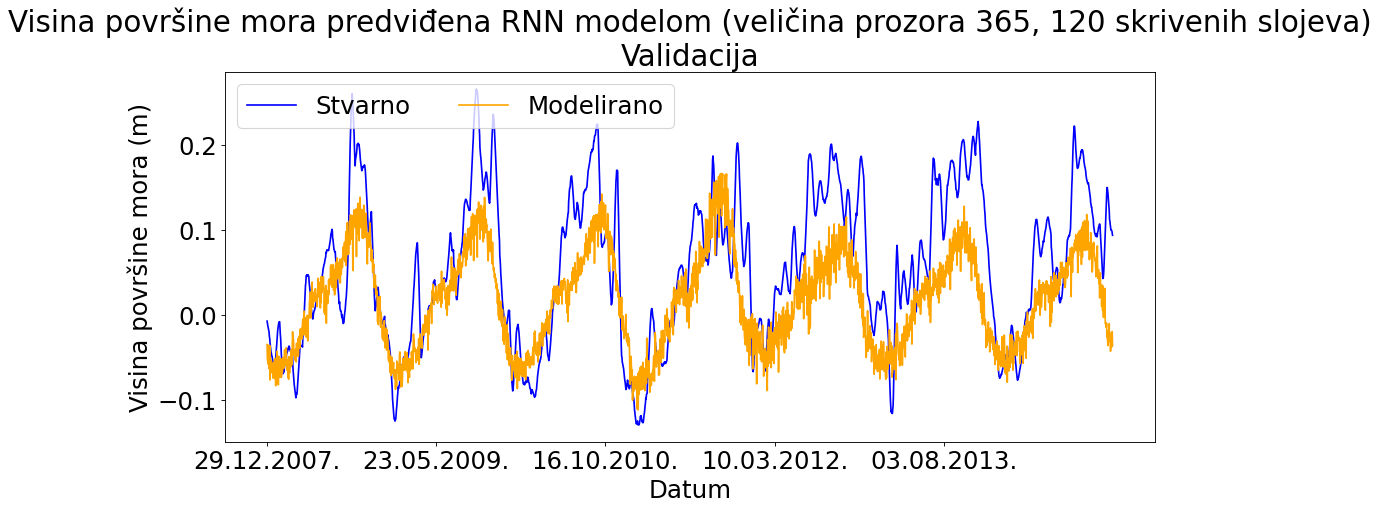 Visina površine mora predviđena RNN modelom (veličina prozora 365, 120 skrivenih slojeva)
Validacija
Stvarno
Modelirano
Visina površine mora (m)
0.2
0.1
0.0
−0.1
29.12.2007.
23.05.2009.
16.10.2010.
10.03.2012.
03.08.2013.
Datum